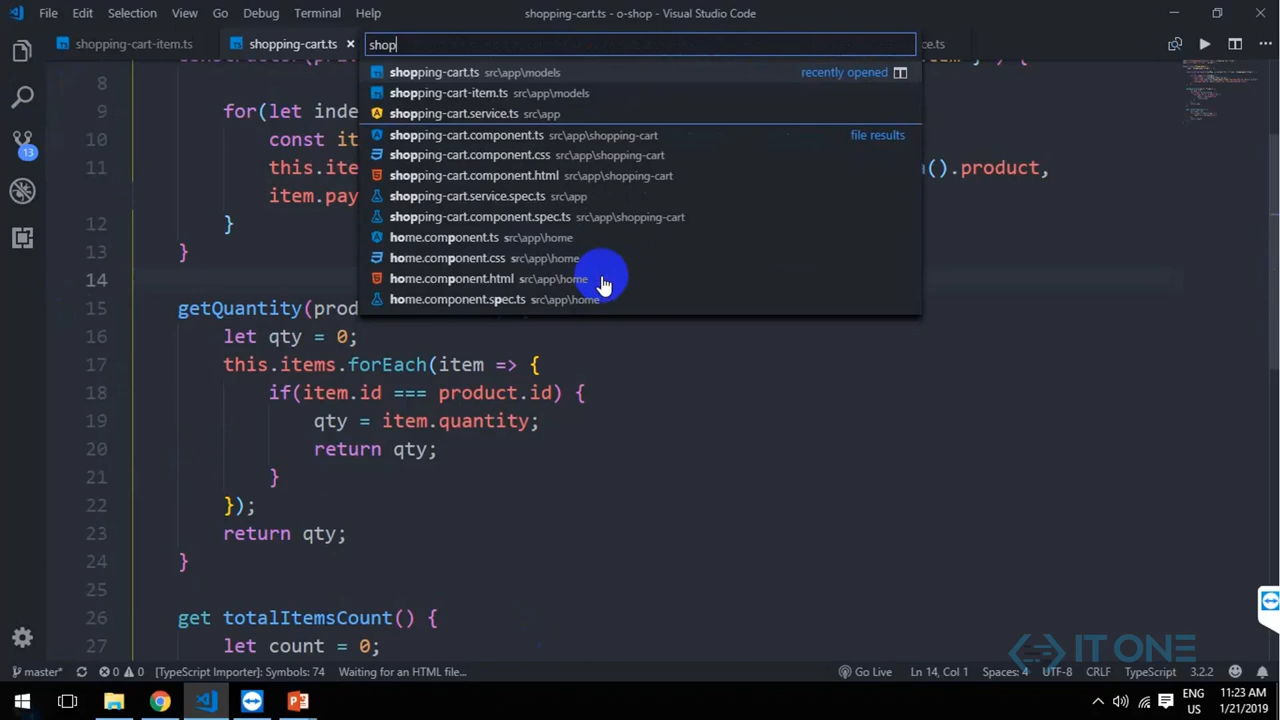 File Edit Selection View Go Debug Terminal Help shopping-cart.ts - o-shop - Visual Studio Code
shopping-cart-item.ts shopping-cart.ts × shop ce.ts
shopping-cart.ts src\app\models recently opened
shopping-cart-item.ts src\app\models
shopping-cart.service.ts src\app
shopping-cart.component.ts src\app\shopping-cart file results
shopping-cart.component.css src\app\shopping-cart
shopping-cart.component.html src\app\shopping-cart
shopping-cart.service.spec.ts src\app
shopping-cart.component.spec.ts src\app\shopping-cart
home.component.ts src\app\home
home.component.css src\app\home
home.component.html src\app\home
home.component.spec.ts src\app\home
8
9 for(let inde
10 const it
11 this.ite ().product,
item.pay
12 }
13 }
14
15 getQuantity(prod
16 let qty = 0;
17 this.items.forEach(item => {
18 if(item.id === product.id) {
19 qty = item.quantity;
20 return qty;
21 }
22 });
23 return qty;
24 }
25
26 get totalItemsCount() {
27 let count = 0;
IT ONE
13
master* 0 0 [TypeScript Importer]: Symbols: 74 Waiting for an HTML file... Go Live Ln 14, Col 1 Spaces: 4 UTF-8 CRLF TypeScript 3.2.2
ENG
US
11:23 AM
1/21/2019